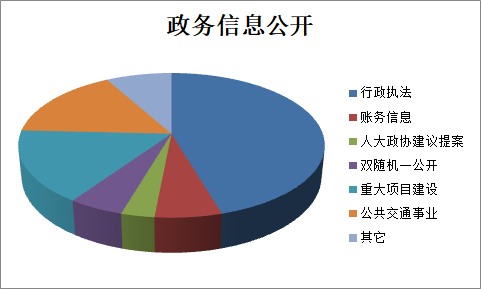 政务信息公开
行政执法
账务信息
人大政协建议提案
双随机一公开
重大项目建设
公共交通事业
其它